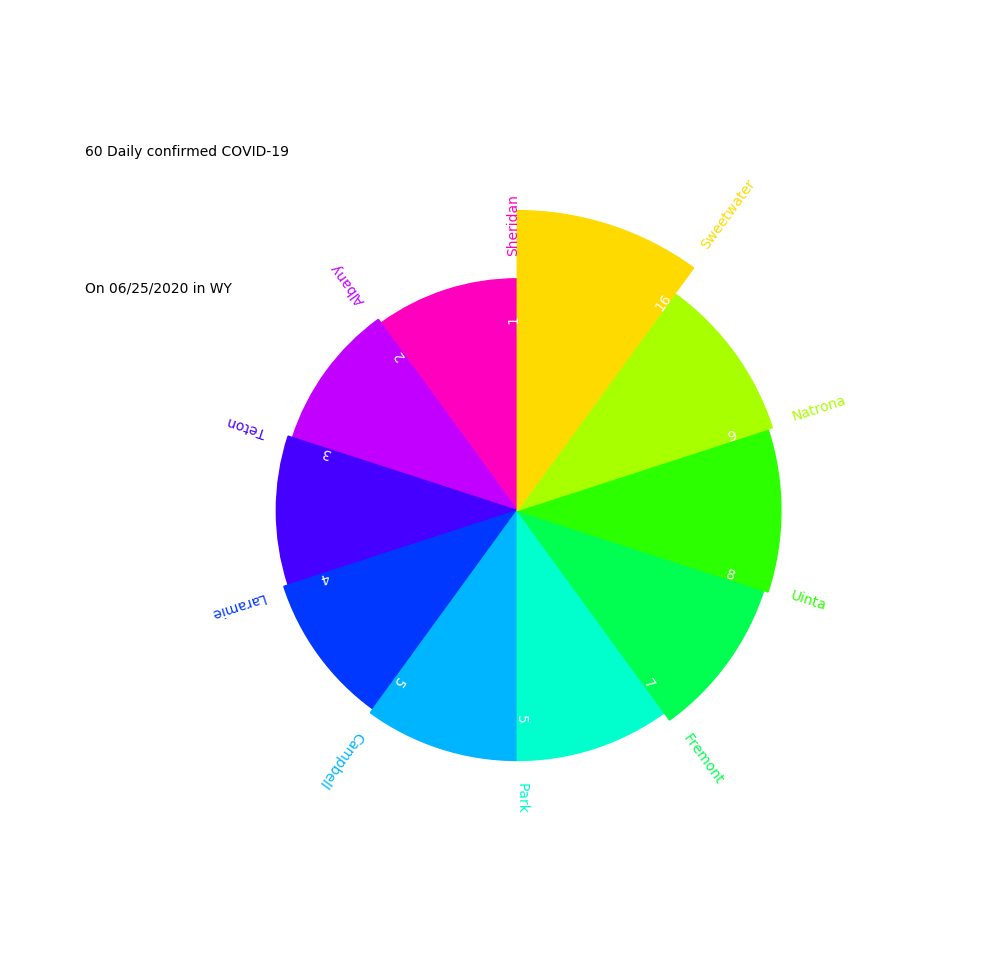 60 Daily confirmed COVID-19
On 06/25/2020 in WY
Sweetwater
16
Natrona
9
Uinta
8
Fremont
7
Park
5
Campbell
5
Laramie
4
Teton
3
Albany
2
Sheridan
1